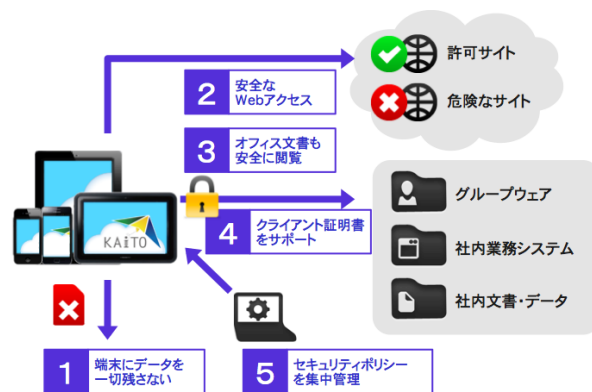 許可サイト
2
安全な
Webアクセス
危険なサイト
3
オフィス文書も
安全に閲覧
グループウェア
KAiTO
4
クライアント証明書
をサポート
社内業務システム
社内文書・データ
1
端末にデータを
一切残さない
5
セキュリティポリシー
を集中管理